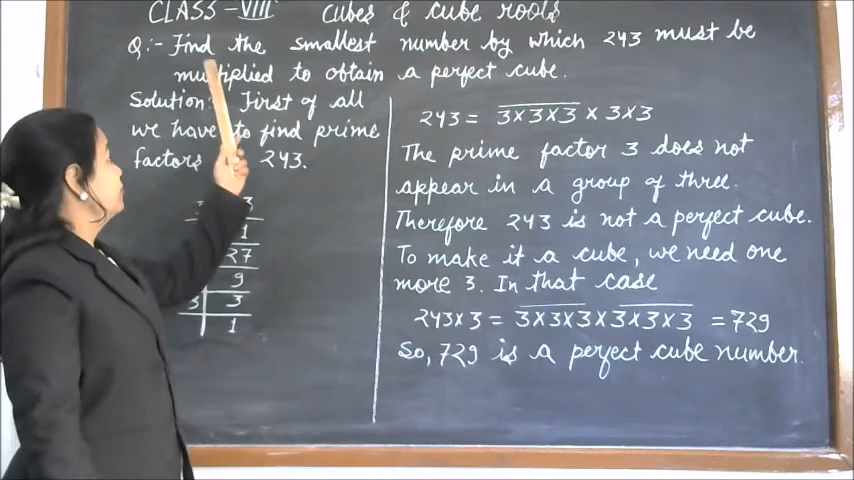 CLASS-VIII Cubes & cube roots
Q:- Find the smallest number by which 243 must be
multiplied to obtain a perfect cube.
Solution: First of all
we have to find prime
factors 243.
3
1
27
9
3 3
1
243 = 3×3×3 × 3×3
The prime factor 3 does not
appear in a group of three.
Therefore 243 is not a perfect cube.
To make it a cube, we need one
more 3. In that case
243×3 = 3×3×3×3×3×3 = 729
So, 729 is a perfect cube number.